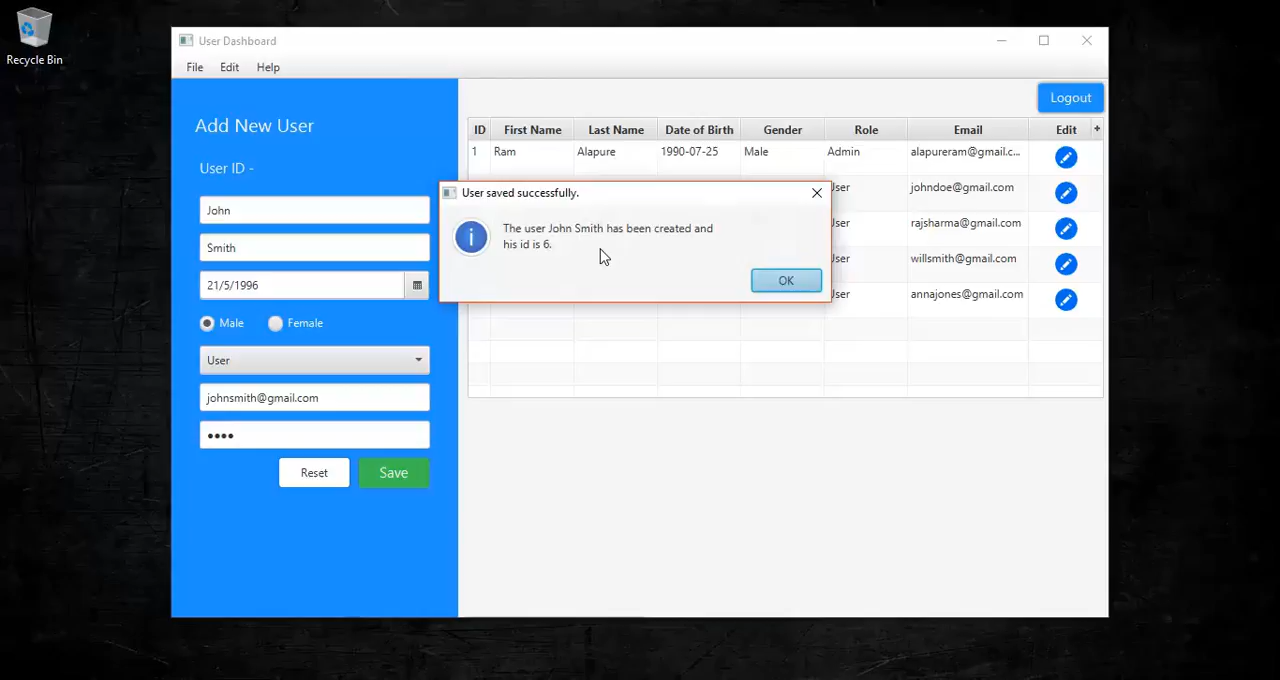 Recycle Bin
User Dashboard
File Edit Help
Add New User
User ID -
John
Smith
21/5/1996
Male Female
User
johnsmith@gmail.com
Reset Save
Logout
ID First Name Last Name Date of Birth Gender Role Email Edit +
1 Ram Alapure 1990-07-25 Male Admin alapureram@gmail.c...
User saved successfully.
The user John Smith has been created and
his id is 6.
OK
johndoe@gmail.com
User rajsharma@gmail.com
User willsmith@gmail.com
User annajones@gmail.com